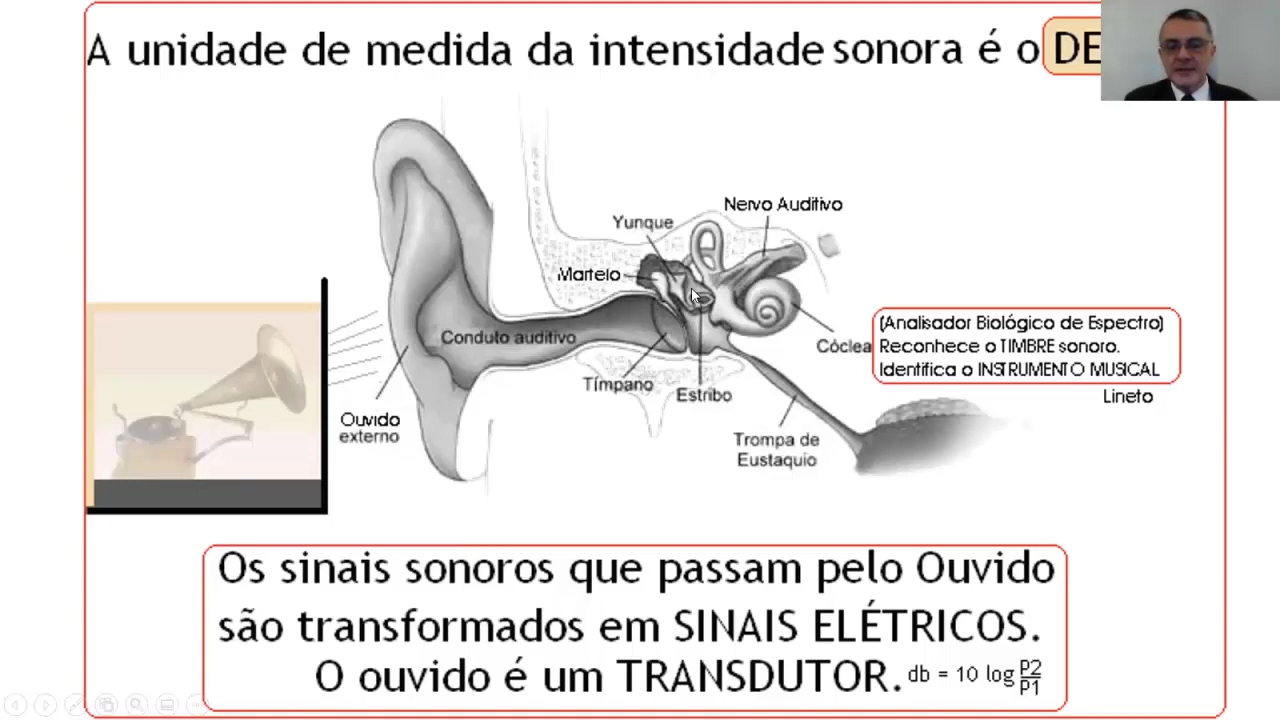 A unidade de medida da intensidade sonora é o DE
Nervo Auditivo
Yunque
Martelo
(Analisador Biológico de Espectro)
Conduto auditivo
Cóclea Reconhece o TIMBRE sonoro.
Identifica o INSTRUMENTO MUSICAL
Tímpano
Estribo
Lineto
Ouvido
externo
Trompa de
Eustaquio
Os sinais sonoros que passam pelo Ouvido
são transformados em SINAIS ELÉTRICOS.
O ouvido é um TRANSDUTOR. db = 10 log P2
P1